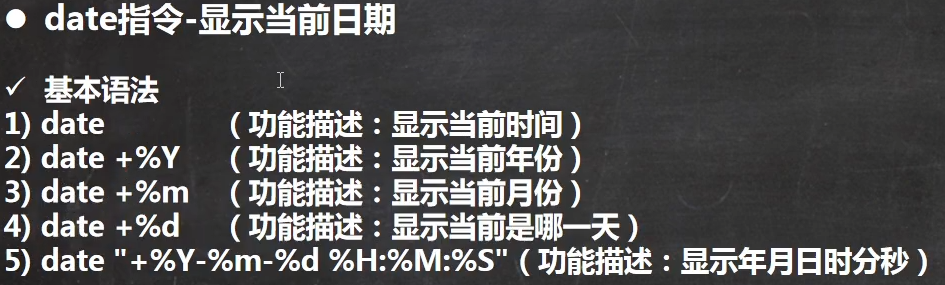 ● date指令-显示当前日期
✓ 基本语法
1) date （功能描述：显示当前时间）
2) date +%Y （功能描述：显示当前年份）
3) date +%m （功能描述：显示当前月份）
4) date +%d （功能描述：显示当前是哪一天）
5) date "+%Y-%m-%d %H:%M:%S"（功能描述：显示年月日时分秒）